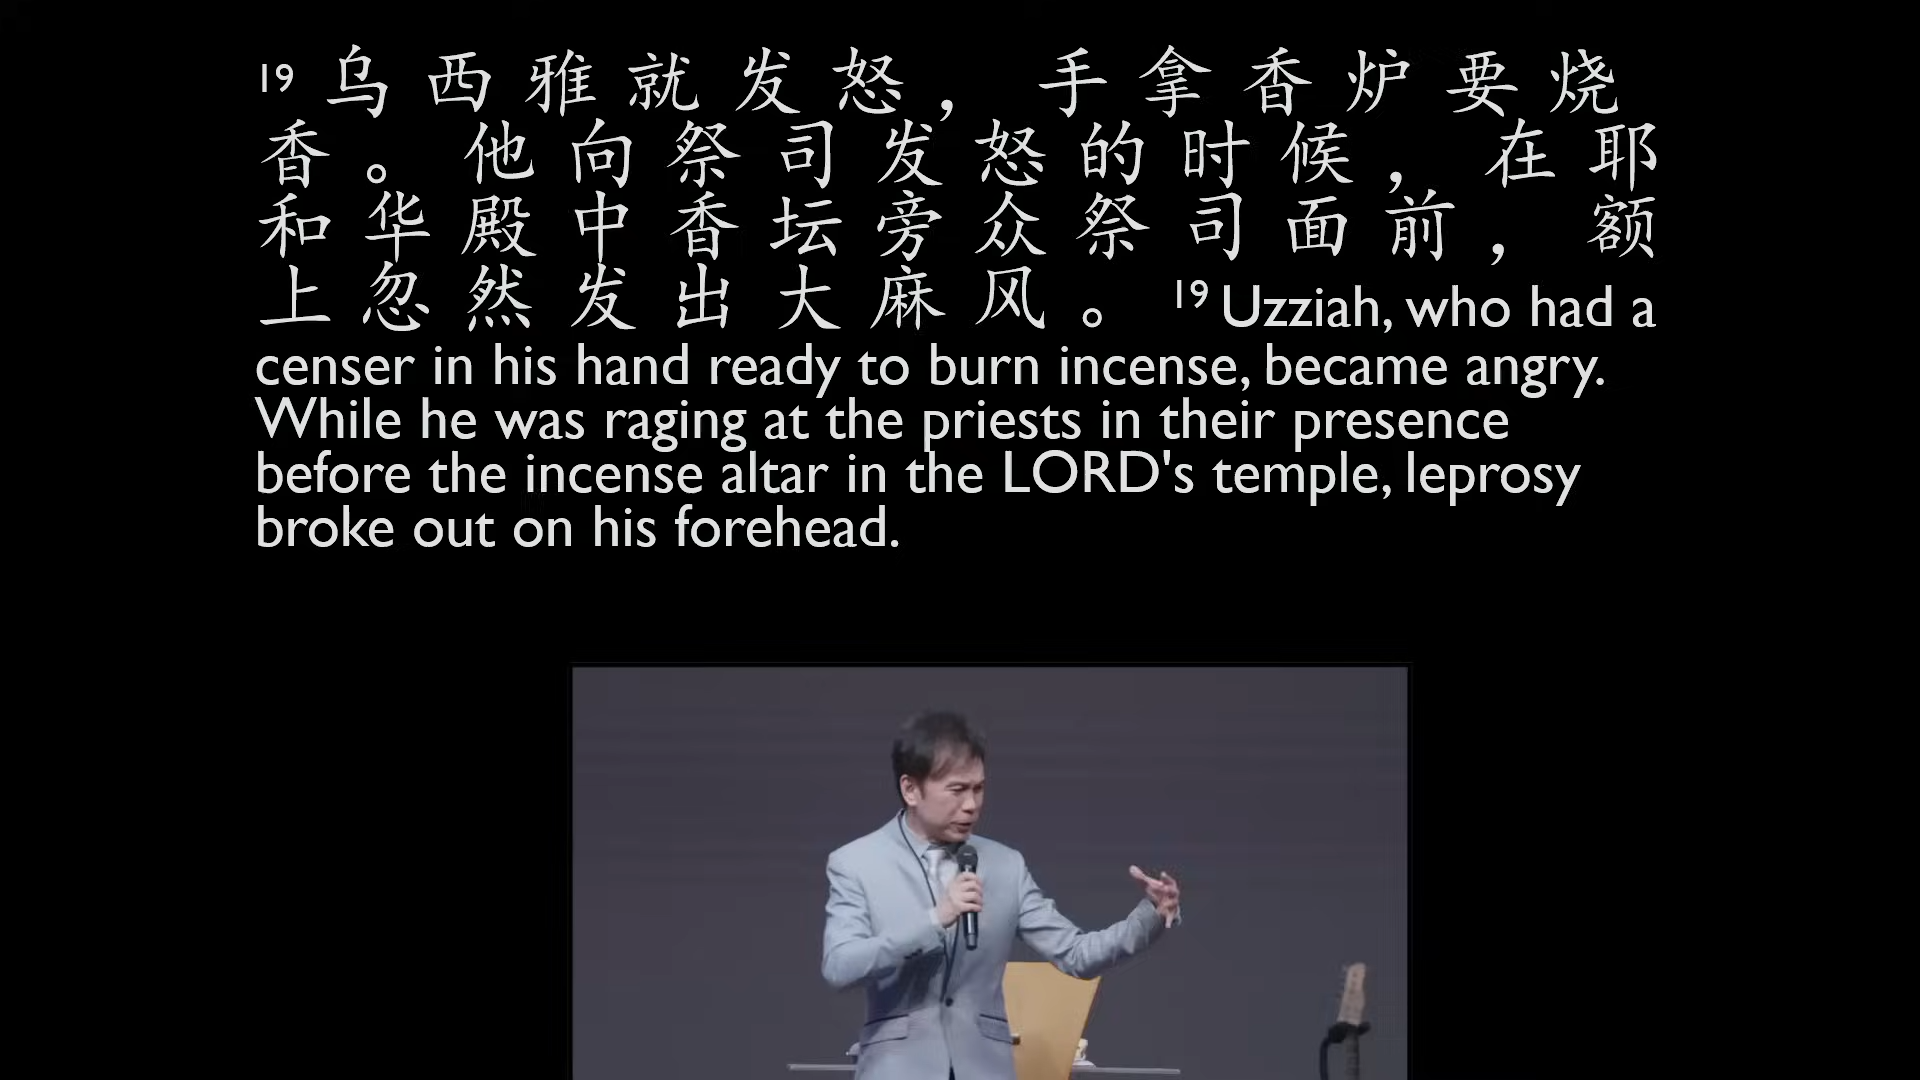 19 乌西雅就发怒，手拿香炉要烧
香。他向祭司发怒的时候，在耶
和华殿中香坛旁众祭司面前，额
上忽然发出大麻风。 19 Uzziah, who had a
censer in his hand ready to burn incense, became angry.
While he was raging at the priests in their presence
before the incense altar in the LORD's temple, leprosy
broke out on his forehead.